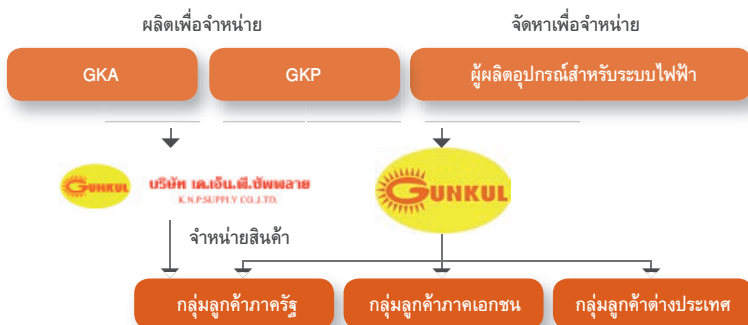 ผลิตเพื่อจำหน่าย
จัดหาเพื่อจำหน่าย
GKA
GKP
ผู้ผลิตอุปกรณ์สำหรับระบบไฟฟ้า
GUNKUL
บริษัท เค.เอ็น.พี.ซัพพลาย
K.N.P.SUPPLY CO.,LTD.
GUNKUL
จำหน่ายสินค้า
กลุ่มลูกค้าภาครัฐ
กลุ่มลูกค้าภาคเอกชน
กลุ่มลูกค้าต่างประเทศ